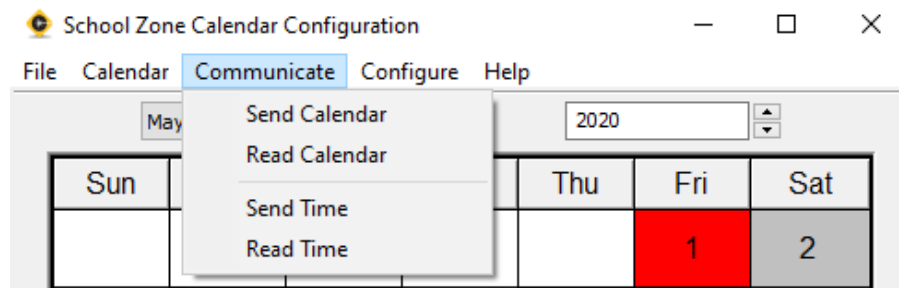 School Zone Calendar Configuration
File Calendar Communicate Configure Help
May 2020
Send Calendar
Read Calendar
Send Time
Read Time
Sun Thu Fri Sat
1 2